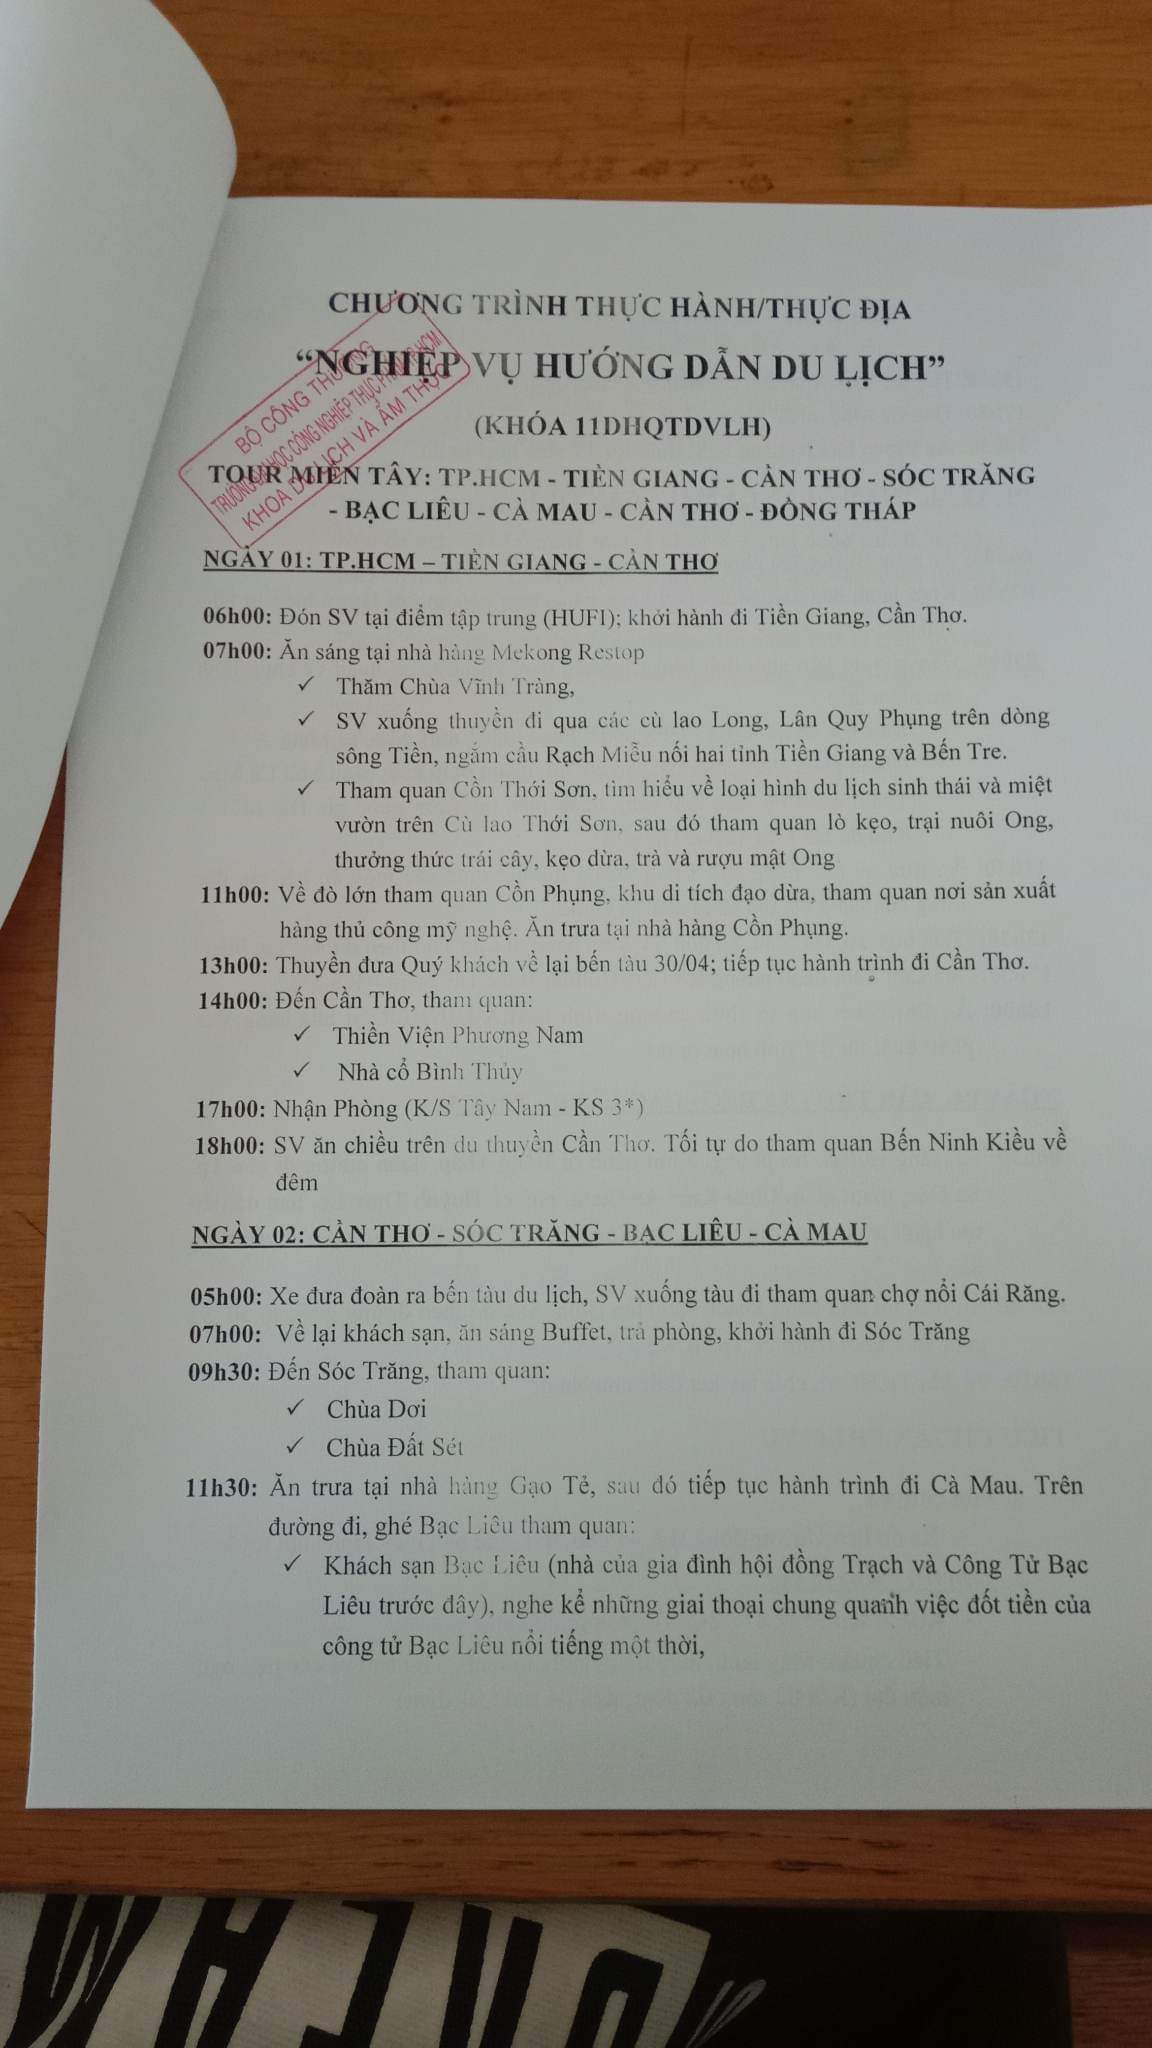 CHƯƠNG TRÌNH THỰC HÀNH/THỰC ĐỊA
“NGHIỆP VỤ HƯỚNG DẪN DU LỊCH”
(KHÓA 11DHQTDVLH)
BỘ CÔNG THƯƠNG
TRƯỜNG ĐẠI HỌC CÔNG NGHIỆP THỰC PHẨM TP.HCM
KHOA DU LỊCH VÀ ẨM THỰC
TOUR MIỀN TÂY: TP.HCM - TIỀN GIANG - CẦN THƠ - SÓC TRĂNG
- BẠC LIÊU - CÀ MAU - CẦN THƠ - ĐỒNG THÁP
NGÀY 01: TP.HCM – TIỀN GIANG - CẦN THƠ
06h00: Đón SV tại điểm tập trung (HUFI); khởi hành đi Tiền Giang, Cần Thơ.
07h00: Ăn sáng tại nhà hàng Mekong Restop
✓ Thăm Chùa Vĩnh Tràng,
✓ SV xuống thuyền đi qua các cù lao Long, Lân Quy Phụng trên dòng
sông Tiền, ngắm cầu Rạch Miễu nối hai tỉnh Tiền Giang và Bến Tre.
✓ Tham quan Cồn Thới Sơn, tìm hiểu về loại hình du lịch sinh thái và miệt
vườn trên Cù lao Thới Sơn, sau đó tham quan lò kẹo, trại nuôi Ong,
thưởng thức trái cây, kẹo dừa, trà và rượu mật Ong
11h00: Về đò lớn tham quan Cồn Phụng, khu di tích đạo dừa, tham quan nơi sản xuất
hàng thủ công mỹ nghệ. Ăn trưa tại nhà hàng Cồn Phụng.
13h00: Thuyền đưa Quý khách về lại bến tàu 30/04; tiếp tục hành trình đi Cần Thơ.
14h00: Đến Cần Thơ, tham quan:
✓ Thiền Viện Phương Nam
✓ Nhà cổ Bình Thủy
17h00: Nhận Phòng (K/S Tây Nam - KS 3*)
18h00: SV ăn chiều trên du thuyền Cần Thơ. Tối tự do tham quan Bến Ninh Kiều về
đêm
NGÀY 02: CẦN THƠ - SÓC TRĂNG - BẠC LIÊU - CÀ MAU
05h00: Xe đưa đoàn ra bến tàu du lịch, SV xuống tàu đi tham quan chợ nổi Cái Răng.
07h00: Về lại khách sạn, ăn sáng Buffet, trả phòng, khởi hành đi Sóc Trăng
09h30: Đến Sóc Trăng, tham quan:
✓ Chùa Dơi
✓ Chùa Đất Sét
11h30: Ăn trưa tại nhà hàng Gạo Tẻ, sau đó tiếp tục hành trình đi Cà Mau. Trên
đường đi, ghé Bạc Liêu tham quan:
✓ Khách sạn Bạc Liêu (nhà của gia đình hội đồng Trạch và Công Tử Bạc
Liêu trước đây), nghe kể những giai thoại chung quanh việc đốt tiền của
công tử Bạc Liêu nổi tiếng một thời,